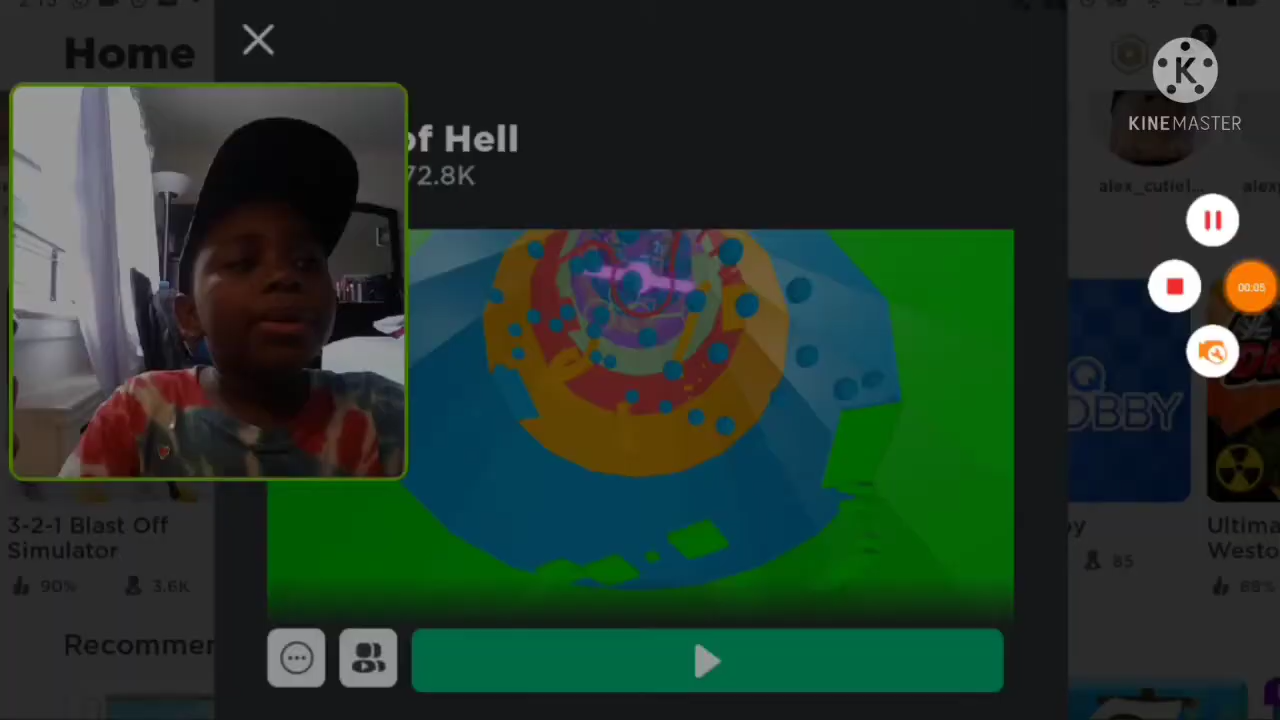 Home
of Hell
72.8K
KINEMASTER
alex_cutie1...
00:05
OBBY
3-2-1 Blast Off
Simulator
90%
3.6K
85
Ultima
Westo
88%
Recommen